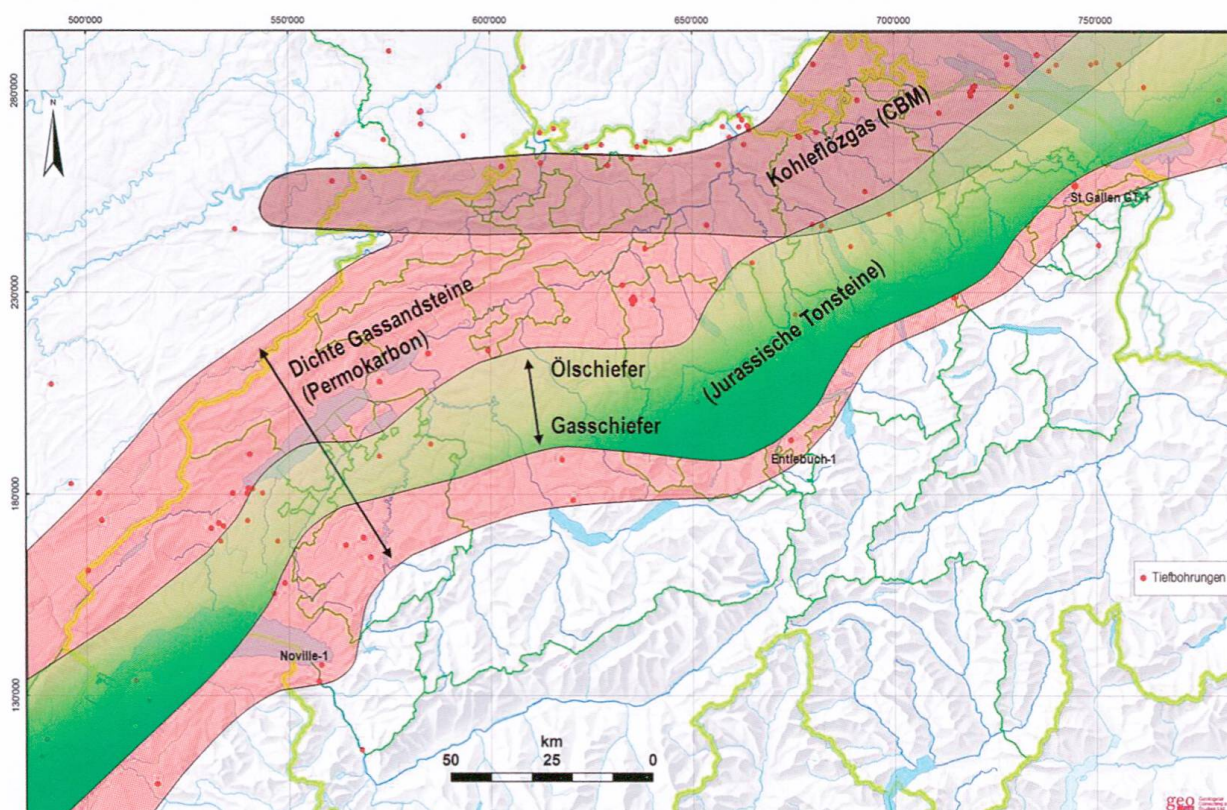 500'000 550'000 600'000 650'000 700'000 750'000
280'000
N
Kohleflözgas (CBM)
St.Gallen GT-1
230'000
Dichte Gassandsteine
(Permokarbon)
(Jurassische Tonsteine)
Ölschiefer
Gasschiefer
Entlebuch-1
180'000
Tiefbohrungen
Noville-1
130'000
km
50 25 0
geo